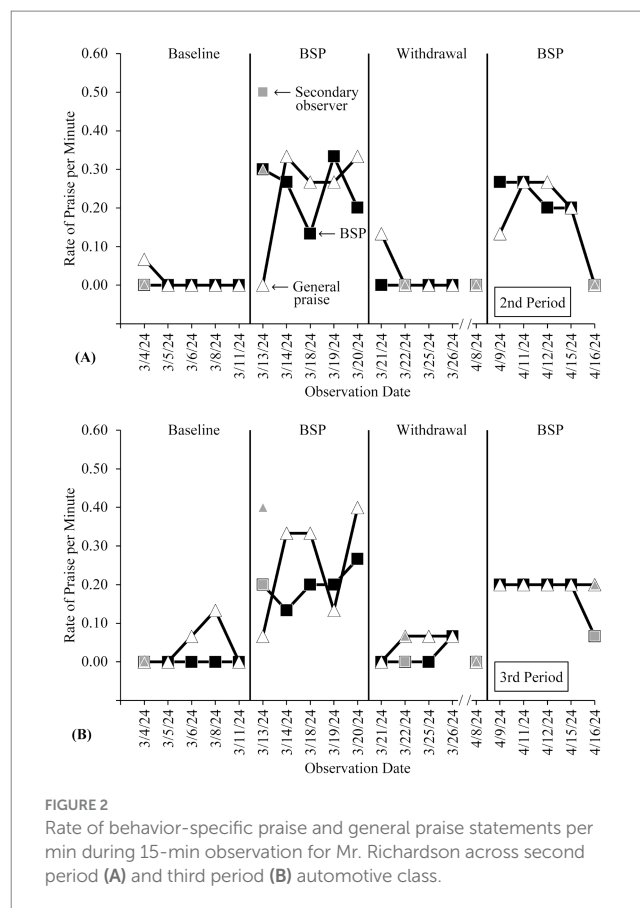 Baseline BSP Withdrawal BSP
0.60
0.50
0.40
0.30
0.20
0.10
0.00
Rate of Praise per Minute
← Secondary
observer
← BSP
← General
praise
2nd Period
(A)
3/4/24 3/5/24 3/6/24 3/8/24 3/11/24 3/13/24 3/14/24 3/18/24 3/19/24 3/20/24 3/21/24 3/22/24 3/25/24 3/26/24 // 4/8/24 4/9/24 4/11/24 4/12/24 4/15/24 4/16/24
Observation Date
Baseline BSP Withdrawal BSP
0.60
0.50
0.40
0.30
0.20
0.10
0.00
Rate of Praise per Minute
3rd Period
(B)
3/4/24 3/5/24 3/6/24 3/8/24 3/11/24 3/13/24 3/14/24 3/18/24 3/19/24 3/20/24 3/21/24 3/22/24 3/25/24 3/26/24 // 4/8/24 4/9/24 4/11/24 4/12/24 4/15/24 4/16/24
Observation Date
FIGURE 2
Rate of behavior-specific praise and general praise statements per
min during 15-min observation for Mr. Richardson across second
period (A) and third period (B) automotive class.